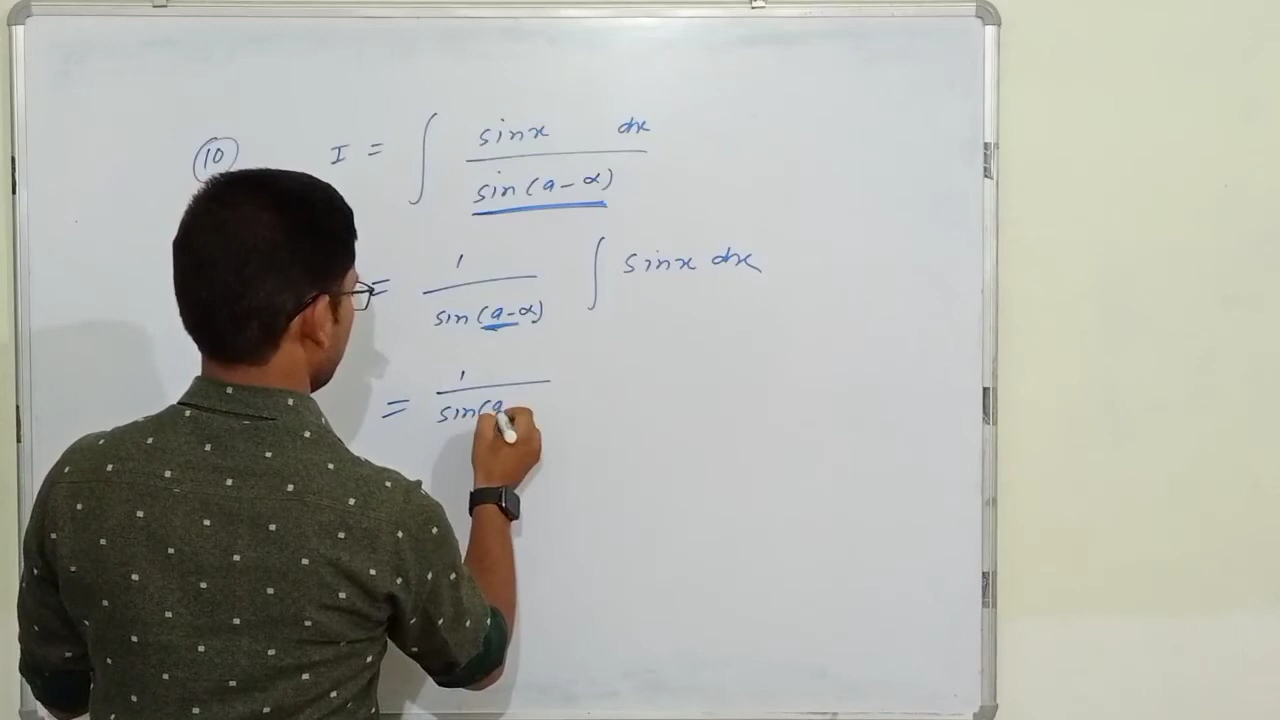 10 I = ∫ sinx dx / sin(a-α)
= 1 / sin(a-α) ∫ sinx dx
= 1 / sin(a